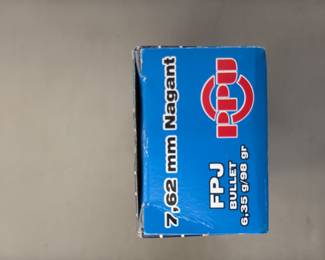 7,62 mm Nagant
PPU
FPJ
BULLET
6,35 g/98 gr